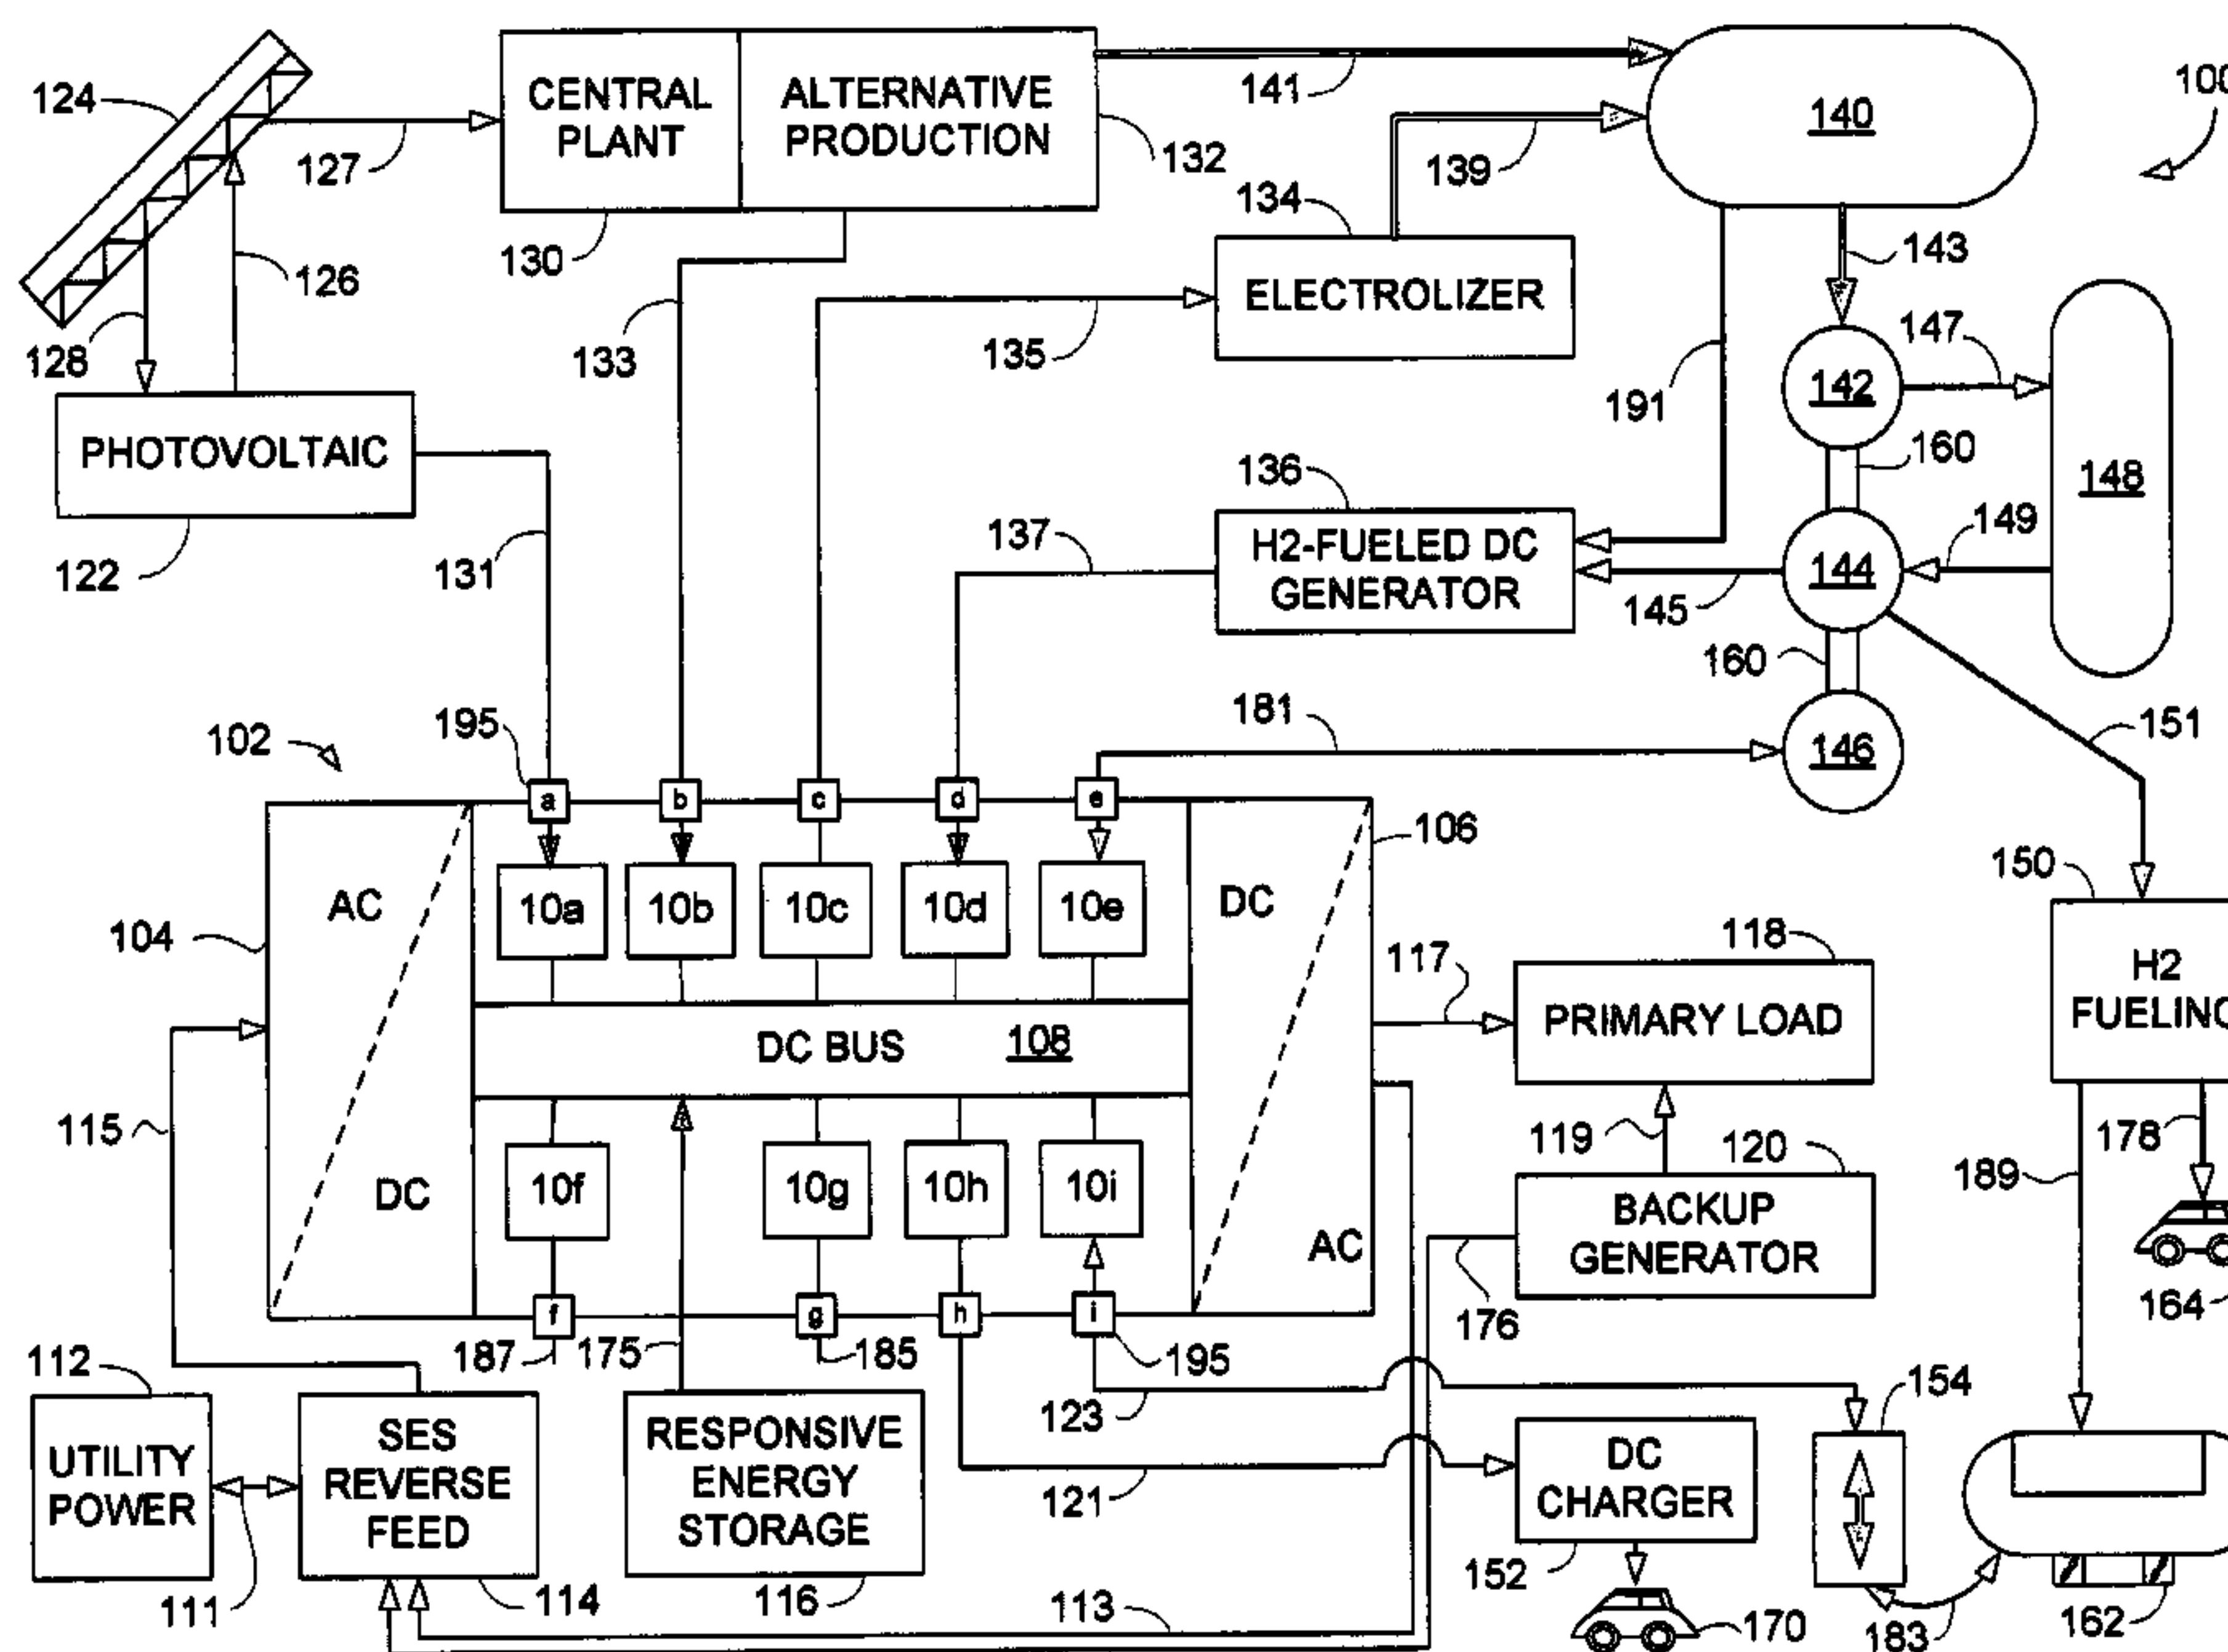 124
127
CENTRAL
PLANT
ALTERNATIVE
PRODUCTION
132
130
141
139
140
100
134
ELECTROLIZER
143
126
128
133
135
191
142
147
148
160
PHOTOVOLTAIC
122
131
136
137
H2-FUELED DC
GENERATOR
145
144
149
160
151
181
146
195
102
a
b
c
d
e
106
104
AC
10a
10b
10c
10d
10e
DC
117
118
PRIMARY LOAD
150
H2
FUELING
DC BUS 108
115
119
120
BACKUP
GENERATOR
178
189
164
DC
10f
10g
10h
10i
AC
176
f
g
h
i
187
175
185
195
112
UTILITY
POWER
SES
REVERSE
FEED
RESPONSIVE
ENERGY
STORAGE
123
121
DC
CHARGER
154
111
114
116
113
152
170
183
162